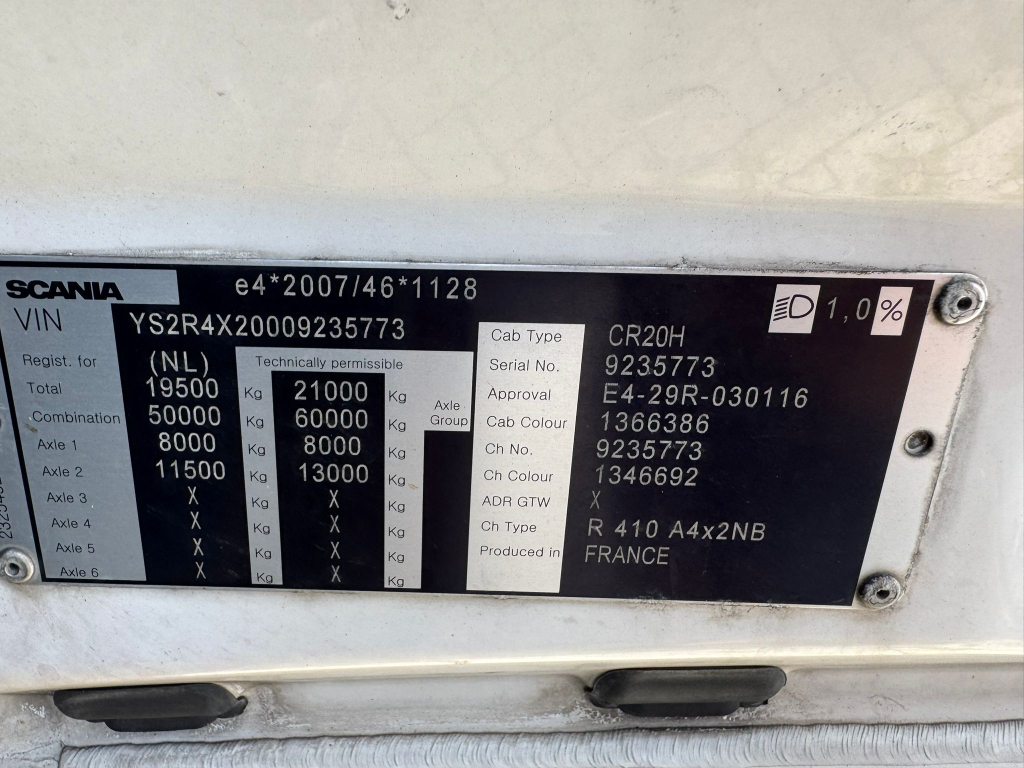 SCANIA e4*2007/46*1128 1,0%
VIN YS2R4X20009235773
Regist. for (NL) Technically permissible
Total 19500 Kg 21000 Kg
Combination 50000 Kg 60000 Kg Axle Group
Axle 1 8000 Kg 8000 Kg
Axle 2 11500 Kg 13000 Kg
Axle 3 X Kg X Kg
Axle 4 X Kg X Kg
Axle 5 X Kg X Kg
Axle 6 X Kg X Kg
Cab Type CR20H
Serial No. 9235773
Approval E4-29R-030116
Cab Colour 1366386
Ch No. 9235773
Ch Colour 1346692
ADR GTW X
Ch Type R 410 A4x2NB
Produced in FRANCE